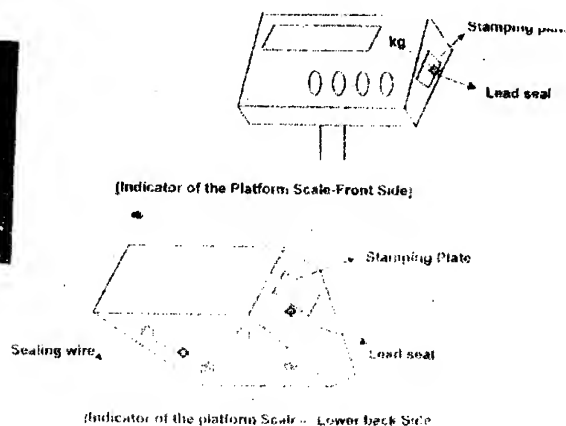 Stamping
kg
Lead seal
(Indicator of the Platform Scale-Front Side)
Stamping Plate
Sealing wire
Lead seal
(Indicator of the platform Scale - Lower back Side